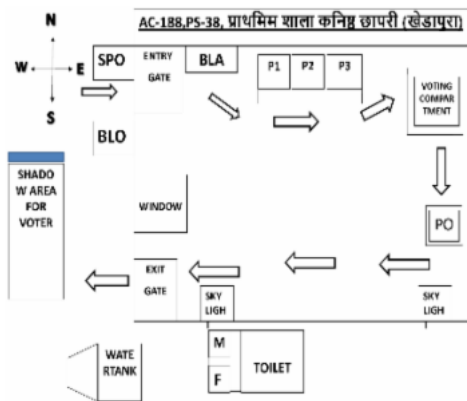 AC-188,PS-38, प्राथमिम शाला कनिष्ठ छापरी (खेडापुरा)
N
W
E
S
SPO
ENTRY
GATE
BLA
P1
P2
P3
VOTING
COMPAR
TMENT
BLO
SHADO
W AREA
FOR
VOTER
WINDOW
PO
EXIT
GATE
SKY
LIGH
SKY
LIGH
WATE
RTANK
M
F
TOILET